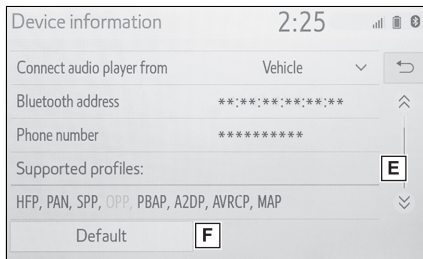 Device information 2:25
Connect audio player from Vehicle
Bluetooth address **:**:**:**:**:**
Phone number **********
Supported profiles:
E
HFP, PAN, SPP, OPP, PBAP, A2DP, AVRCP, MAP
Default F